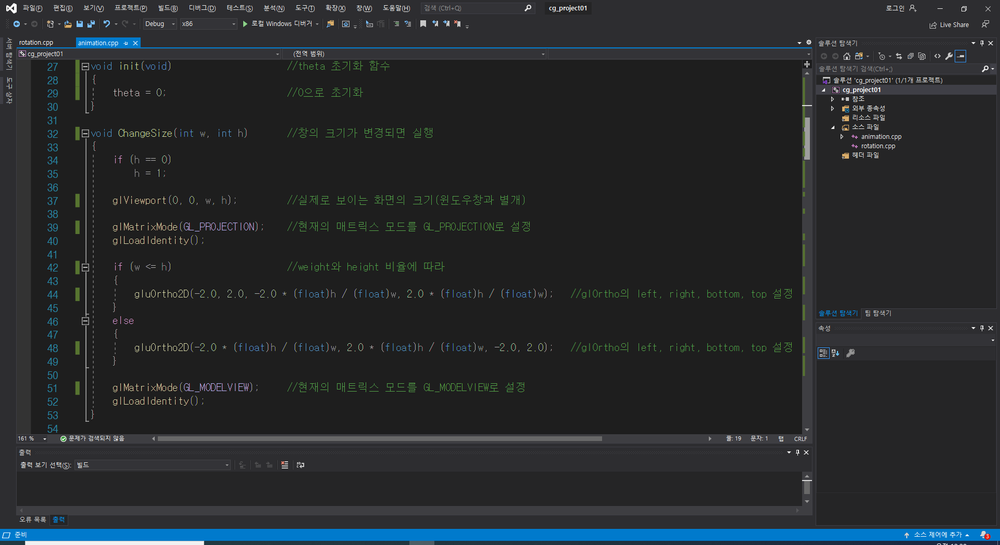 파일(F) 편집(E) 보기(V) 프로젝트(P) 빌드(B) 디버그(D) 테스트(S) 분석(N) 도구(T) 확장(X) 창(W) 도움말(H) 검색 (Ctrl+Q) cg_project01 로그인
Debug x86 로컬 Windows 디버거 Live Share
서버 탐색기
도구 상자
rotation.cpp animation.cpp
cg_project01 (전역 범위)
27 void init(void) //theta 초기화 함수
28 {
29 theta = 0; //0으로 초기화
30 }
31
32 void ChangeSize(int w, int h) //창의 크기가 변경되면 실행
33 {
34 if (h == 0)
35 h = 1;
36
37 glViewport(0, 0, w, h); //실제로 보이는 화면의 크기(윈도우창과 별개)
38
39 glMatrixMode(GL_PROJECTION); //현재의 매트릭스 모드를 GL_PROJECTION로 설정
40 glLoadIdentity();
41
42 if (w <= h) //weight와 height 비율에 따라
43 {
44 gluOrtho2D(-2.0, 2.0, -2.0 * (float)h / (float)w, 2.0 * (float)h / (float)w); //glOrtho의 left, right, bottom, top 설정
45 }
46 else
47 {
48 gluOrtho2D(-2.0 * (float)h / (float)w, 2.0 * (float)h / (float)w, -2.0, 2.0); //glOrtho의 left, right, bottom, top 설정
49 }
50
51 glMatrixMode(GL_MODELVIEW); //현재의 매트릭스 모드를 GL_MODELVIEW로 설정
52 glLoadIdentity();
53 }
54
161 % 문제가 검색되지 않음 줄: 19 문자: 1 탭 CRLF
출력
출력 보기 선택(S): 빌드
오류 목록 출력
솔루션 탐색기
솔루션 탐색기 검색(Ctrl+;)
솔루션 'cg_project01' (1/1개 프로젝트)
cg_project01
참조
외부 종속성
리소스 파일
소스 파일
animation.cpp
rotation.cpp
헤더 파일
솔루션 탐색기 팀 탐색기
속성
준비 소스 제어에 추가 3